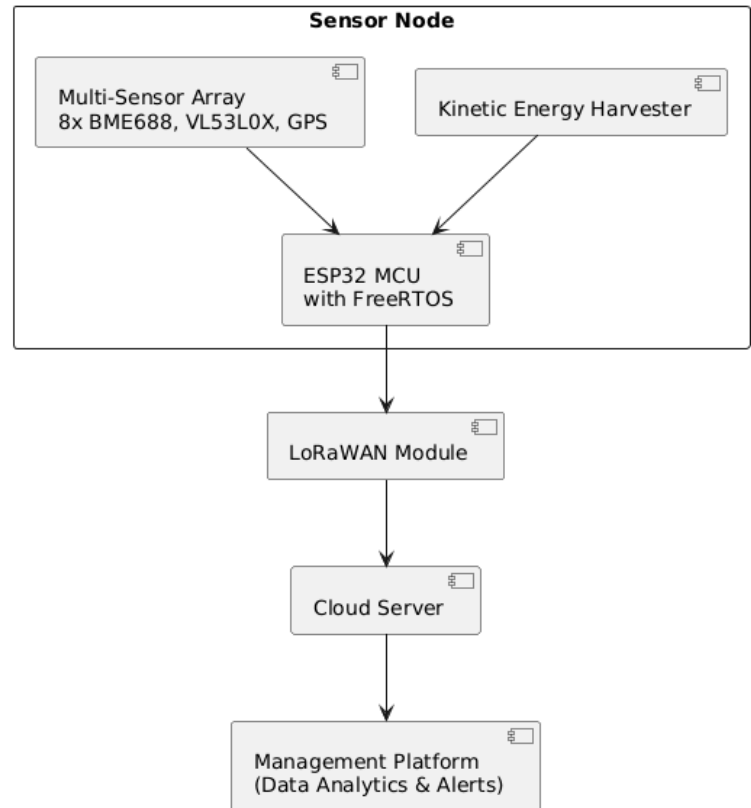 Sensor Node
Multi-Sensor Array
8x BME688, VL53L0X, GPS
Kinetic Energy Harvester
ESP32 MCU
with FreeRTOS
LoRaWAN Module
Cloud Server
Management Platform
(Data Analytics & Alerts)